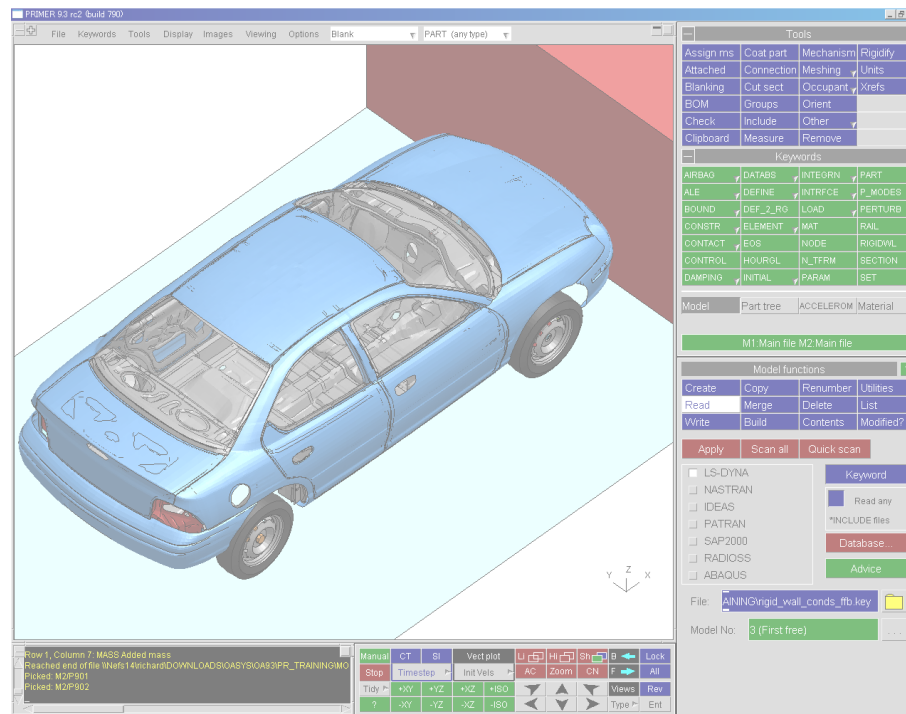 PRIMER 9.3 rc2 (build 790)
File Keywords Tools Display Images Viewing Options Blank PART (any type)
Y Z X
Row 1, Column 7: MASS Added mass
Reached end of file \\Nefs14\richard\DOWNLOADS\OASYS\OA93\PR_TRAINING\MO
Picked: M2/P901
Picked: M2/P902
Manual CT SI Vect plot
Stop Timestep Init Vels
Tidy +XY +YZ +XZ +ISO
? -XY -YZ -XZ -ISO
LI Hi Sh B Lock
AC Zoom CN F All
Views Rev
Type Ent
Tools
Assign ms Coat part Mechanism Rigidify
Attached Connection Meshing Units
Blanking Cut sect Occupant Xrefs
BOM Groups Orient
Check Include Other
Clipboard Measure Remove
Keywords
AIRBAG DATABS INTEGRN PART
ALE DEFINE INTRFCE P_MODES
BOUND DEF_2_RG LOAD PERTURB
CONSTR ELEMENT MAT RAIL
CONTACT EOS NODE RIGIDWL
CONTROL HOURGL N_TFRM SECTION
DAMPING INITIAL PARAM SET
Model Part tree ACCELEROM Material
M1:Main file M2:Main file
Model functions
Create Copy Renumber Utilities
Read Merge Delete List
Write Build Contents Modified?
Apply Scan all Quick scan
LS-DYNA
NASTRAN
IDEAS
PATRAN
SAP2000
RADIOSS
ABAQUS
Keyword
Read any
*INCLUDE files
Database...
Advice
File: AINING\rigid_wall_conds_ffb.key
Model No: 3 (First free) ...